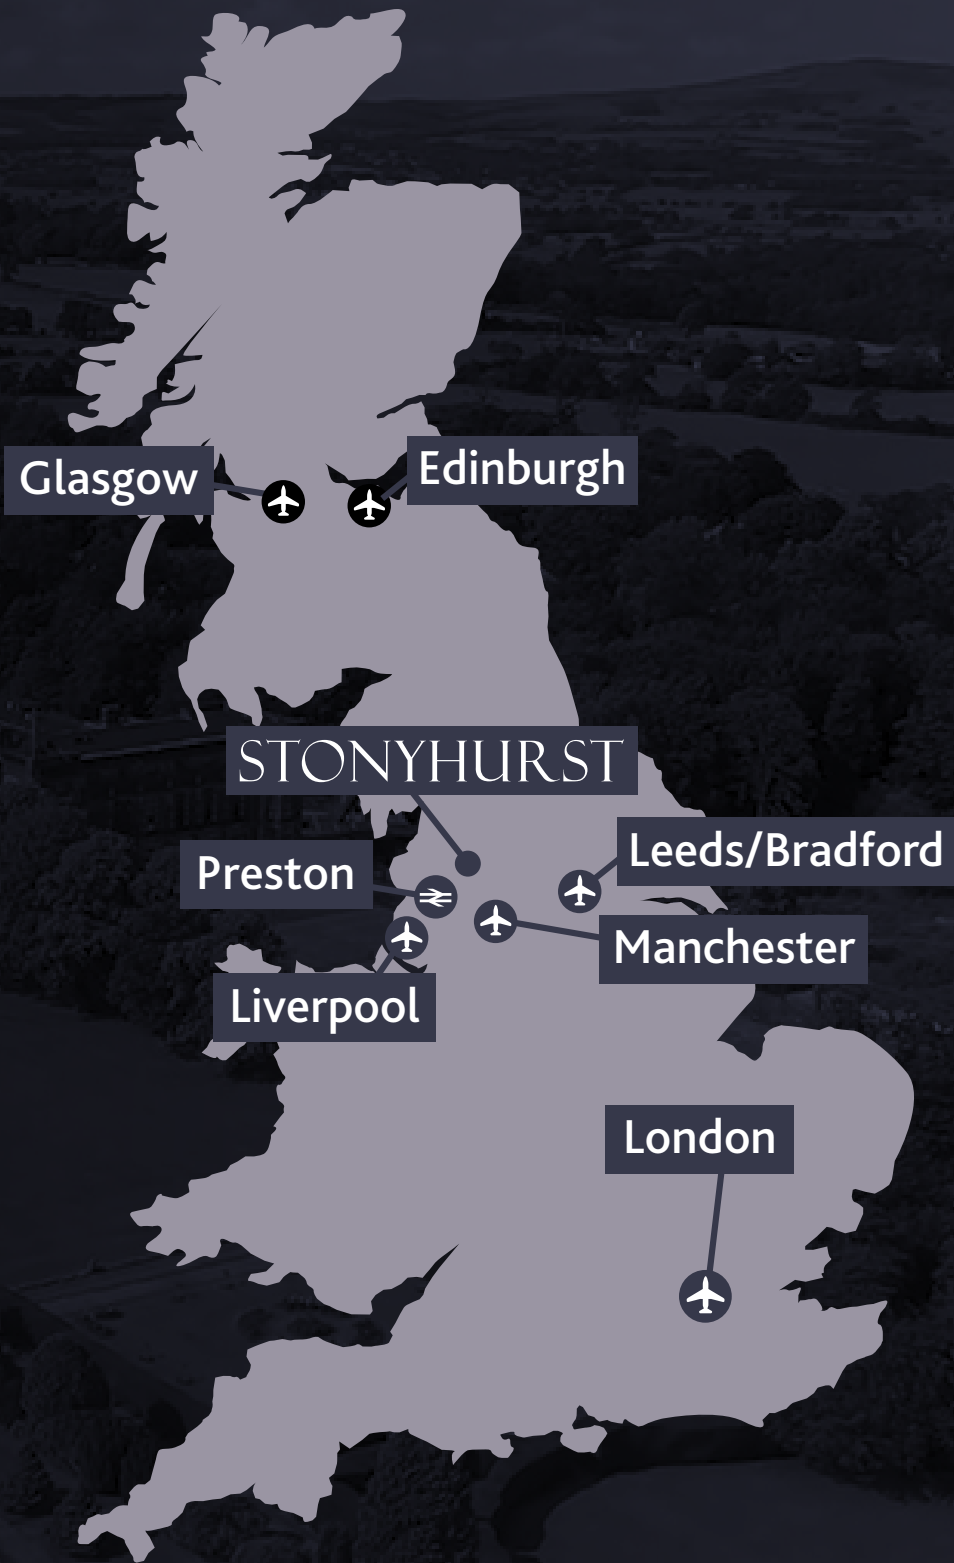 Glasgow
Edinburgh
STONYHURST
Leeds/Bradford
Preston
Manchester
Liverpool
London